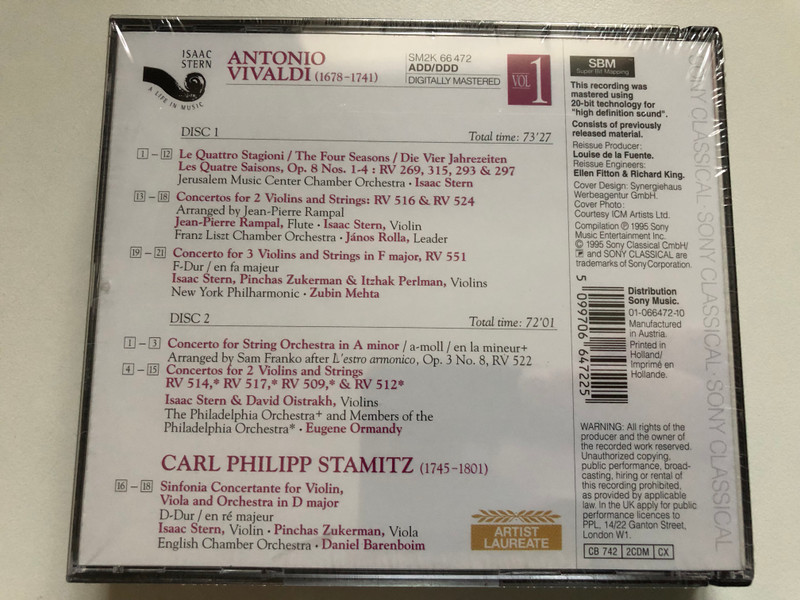 ISAAC
STERN
A LIFE IN MUSIC
ANTONIO
VIVALDI (1678–1741)
SM2K 66 472
ADD/DDD
DIGITALLY MASTERED
VOL 1
DISC 1
Total time: 73'27
1 – 12 Le Quattro Stagioni / The Four Seasons / Die Vier Jahrezeiten
Les Quatre Saisons, Op. 8 Nos. 1-4 : RV 269, 315, 293 & 297
Jerusalem Music Center Chamber Orchestra · Isaac Stern
13 – 18 Concertos for 2 Violins and Strings: RV 516 & RV 524
Arranged by Jean-Pierre Rampal
Jean-Pierre Rampal, Flute · Isaac Stern, Violin
Franz Liszt Chamber Orchestra · János Rolla, Leader
19 – 21 Concerto for 3 Violins and Strings in F major, RV 551
F-Dur / en fa majeur
Isaac Stern, Pinchas Zukerman & Itzhak Perlman, Violins
New York Philharmonic · Zubin Mehta
DISC 2
Total time: 72'01
1 – 3 Concerto for String Orchestra in A minor / a-moll / en la mineur+
Arranged by Sam Franko after L'estro armonico, Op. 3 No. 8, RV 522
4 – 15 Concertos for 2 Violins and Strings
RV 514,* RV 517,* RV 509,* & RV 512*
Isaac Stern & David Oistrakh, Violins
The Philadelphia Orchestra+ and Members of the
Philadelphia Orchestra* · Eugene Ormandy
CARL PHILIPP STAMITZ (1745–1801)
16 – 18 Sinfonia Concertante for Violin,
Viola and Orchestra in D major
D-Dur / en ré majeur
Isaac Stern, Violin · Pinchas Zukerman, Viola
English Chamber Orchestra · Daniel Barenboim
ARTIST
LAUREATE
SBM
Super Bit Mapping
This recording was
mastered using
20-bit technology for
"high definition sound".
Consists of previously
released material.
Reissue Producer:
Louise de la Fuente.
Reissue Engineers:
Ellen Fitton & Richard King.
Cover Design: Synergiehaus
Werbeagentur GmbH.
Cover Photo:
Courtesy ICM Artists Ltd.
Compilation ℗ 1995 Sony
Music Entertainment Inc.
© 1995 Sony Classical GmbH/
and SONY CLASSICAL are
trademarks of Sony Corporation.
5 099706 647225
Distribution
Sony Music.
01-066472-10
Manufactured
in Austria.
Printed in
Holland/
Imprimé en
Hollande.
WARNING: All rights of the
producer and the owner of
the recorded work reserved.
Unauthorized copying,
public performance, broad-
casting, hiring or rental of
this recording prohibited,
as provided by applicable
law. In the UK apply for public
performance licences to
PPL, 14/22 Ganton Street,
London W1.
CB 742 2CDM CX
SONY CLASSICAL·SONY CLASSICAL·SONY CLASSICAL